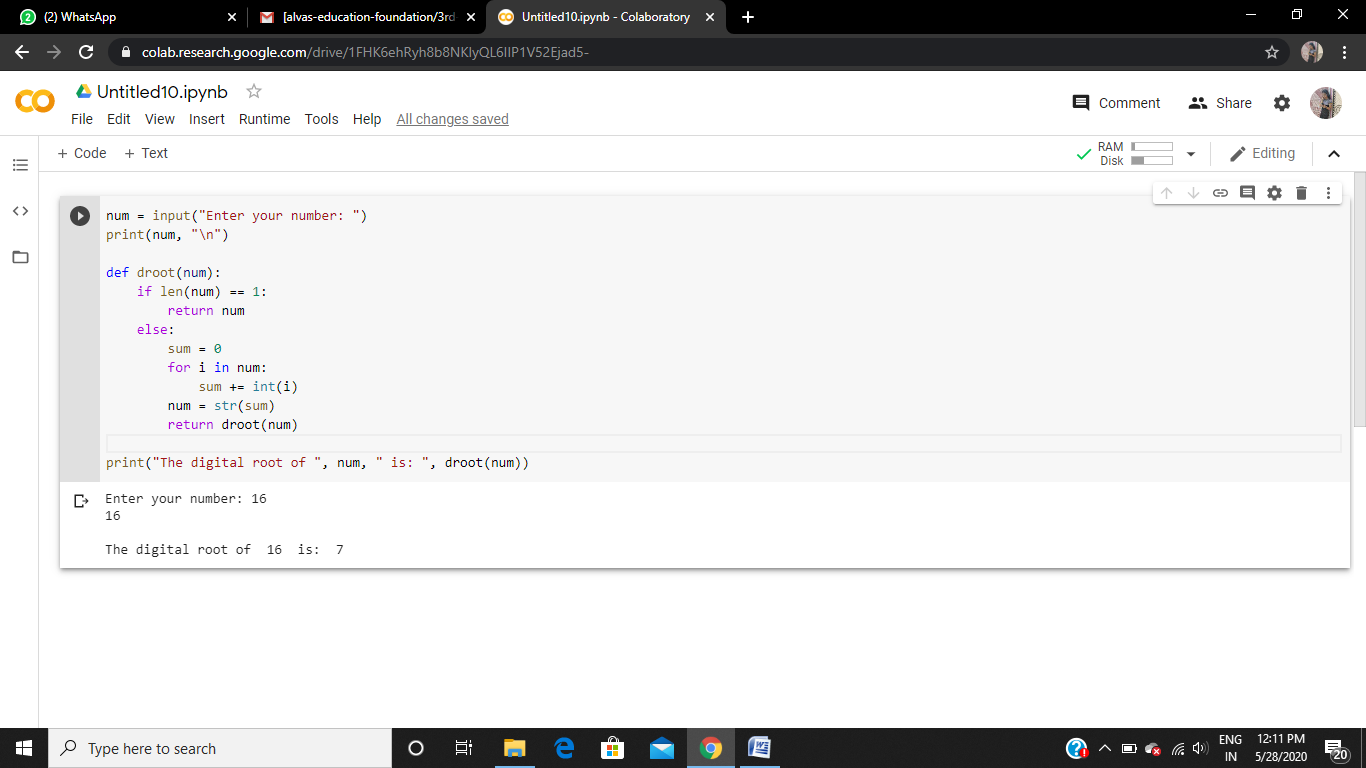 (2) WhatsApp
[alvas-education-foundation/3rd
Untitled10.ipynb - Colaboratory
colab.research.google.com/drive/1FHK6ehRyh8b8NKlyQL6IIP1V52Ejad5-
Untitled10.ipynb
Comment
Share
File Edit View Insert Runtime Tools Help All changes saved
+ Code + Text
RAM
Disk
Editing
num = input("Enter your number: ")
print(num, "\n")
def droot(num):
    if len(num) == 1:
        return num
    else:
        sum = 0
        for i in num:
            sum += int(i)
        num = str(sum)
        return droot(num)
print("The digital root of ", num, " is: ", droot(num))
Enter your number: 16
16
The digital root of  16  is:  7
Type here to search
ENG
IN
12:11 PM
5/28/2020
20